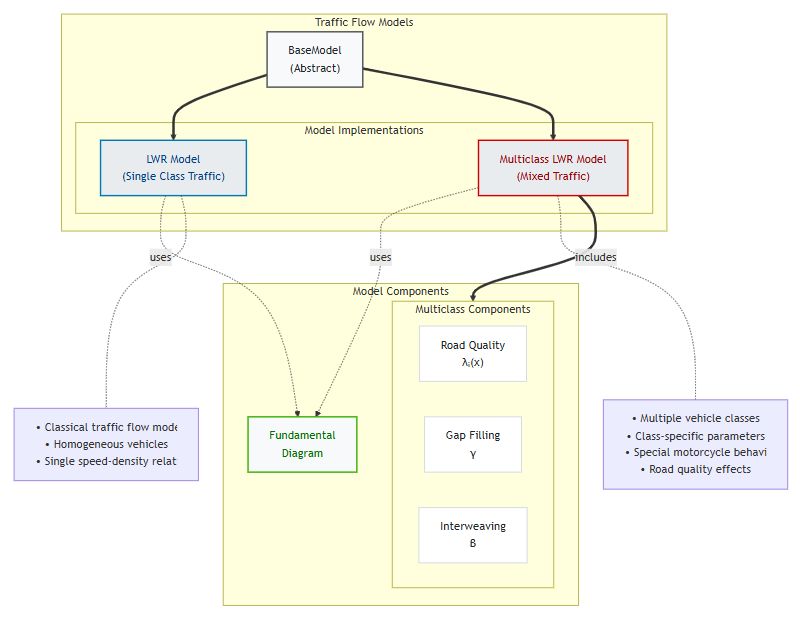 Traffic Flow Models
BaseModel
(Abstract)
Model Implementations
LWR Model
(Single Class Traffic)
Multiclass LWR Model
(Mixed Traffic)
uses
uses
includes
Model Components
Multiclass Components
Road Quality
λᵢ(x)
Gap Filling
γ
Interweaving
β
Fundamental
Diagram
• Classical traffic flow mode
• Homogeneous vehicles
• Single speed-density relat
• Multiple vehicle classes
• Class-specific parameters
• Special motorcycle behavi
• Road quality effects